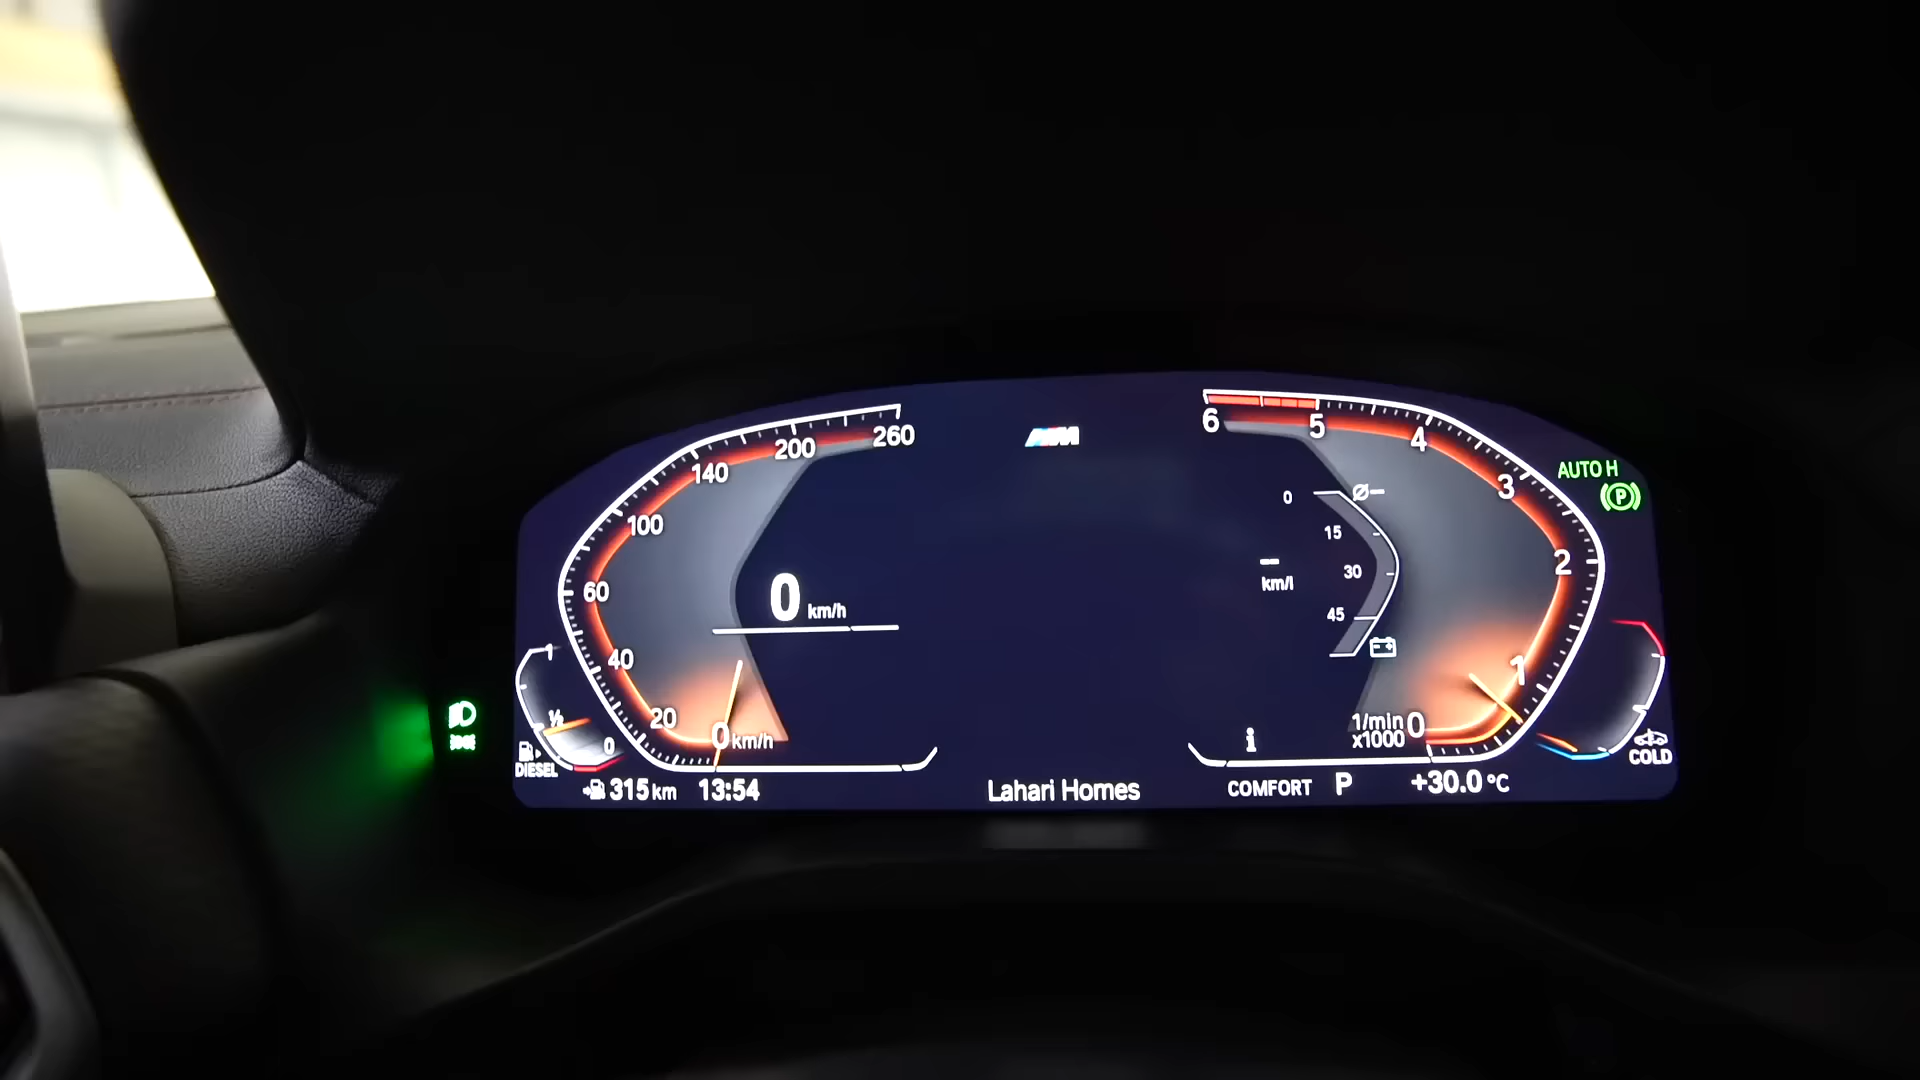 260
200
140
100
60
40
20
0 km/h
0 km/h
1
½
0
DIESEL
315 km
13:54
M
Lahari Homes
6
5
4
3
2
1
0
1/min
x1000
0
15
30
45
km/l
i
COMFORT P
+30.0 °C
AUTO H
P
COLD